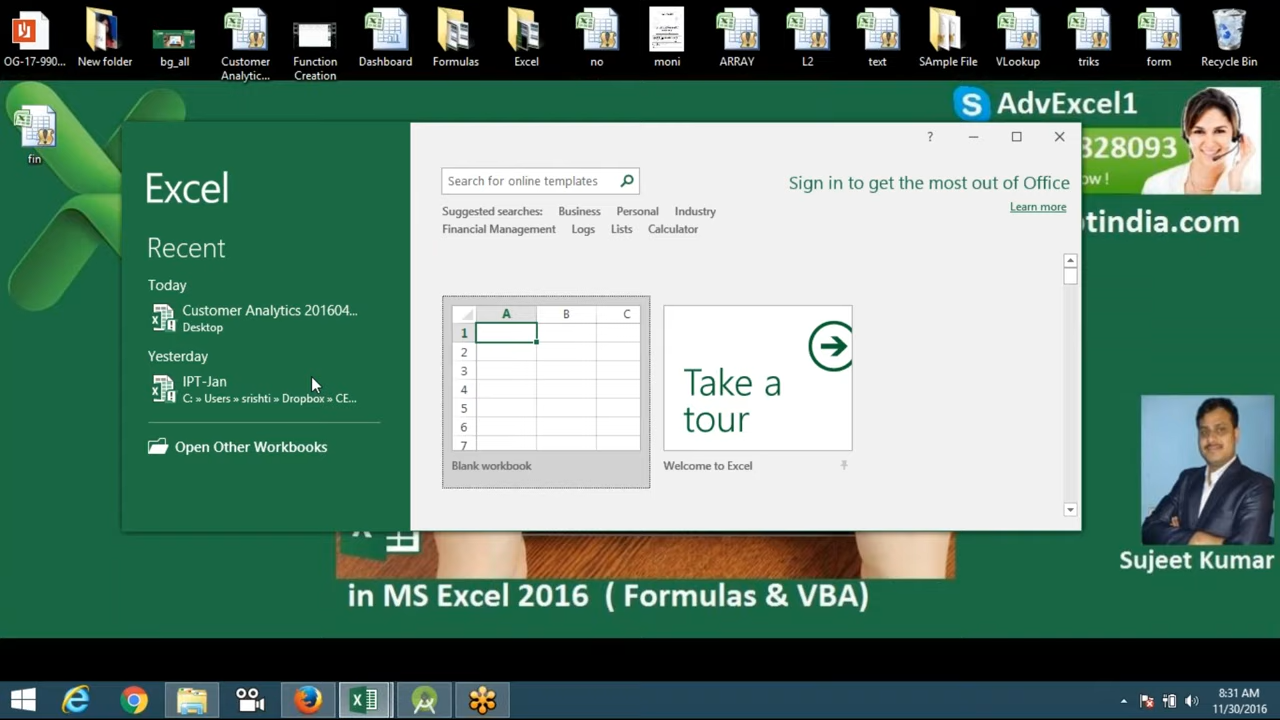 OG-17-990...
New folder
bg_all
Customer Analytic...
Function Creation
Dashboard
Formulas
Excel
no
moni
ARRAY
L2
text
SAmple File
VLookup
triks
form
Recycle Bin
fin
AdvExcel1
328093
ow !
otindia.com
Excel
Recent
Today
Customer Analytics 201604...
Desktop
Yesterday
IPT-Jan
C: » Users » srishti » Dropbox » CE...
Open Other Workbooks
?
Search for online templates
Sign in to get the most out of Office
Learn more
Suggested searches: Business Personal Industry
Financial Management Logs Lists Calculator
A B C
1
2
3
4
5
6
7
Blank workbook
Take a
tour
Welcome to Excel
Sujeet Kumar
in MS Excel 2016 ( Formulas & VBA)
8:31 AM
11/30/2016